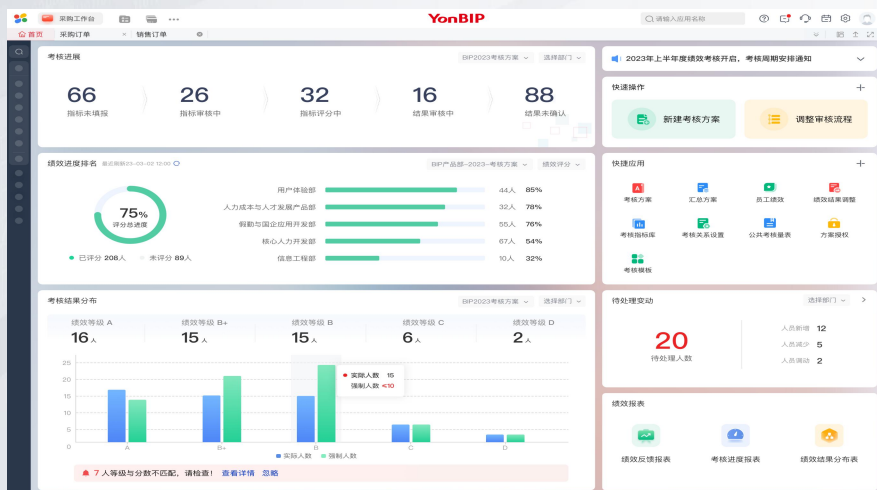 采购工作台
YonBIP
请输入应用名称
首页 采购订单 × 销售订单
考核进展 BIP2023考核方案 选择部门
66 26 32 16 88
指标未填报 指标审核中 指标评分中 结果审核中 结果未确认
绩效进度排名 最近刷新23-03-02 12:00 BIP产品部-2023-考核方案 绩效评分
75%
评分总进度
已评分 208人 未评分 89人
用户体验部 44人 85%
人力成本与人才发展产品部 32人 78%
假勤与国企应用开发部 55人 76%
核心人力开发部 67人 54%
信息工程部 10人 32%
考核结果分布 BIP2023考核方案 选择部门
绩效等级 A 绩效等级 B+ 绩效等级 B 绩效等级 C 绩效等级 D
16人 15人 15人 6人 2人
25
20
15
10
5
0
A B+ B C D
实际人数 15
强制人数 <10
实际人数 强制人数
7 人等级与分数不匹配，请检查！ 查看详情 忽略
2023年上半年度绩效考核开启，考核周期安排通知
快速操作
新建考核方案 调整审核流程
快捷应用
考核方案 汇总方案 员工绩效 绩效结果调整
考核指标库 考核关系设置 公共考核量表 方案授权
考核模板
待处理变动 选择部门
20
待处理人数
人员新增 12
人员减少 5
人员调动 2
绩效报表
绩效反馈报表 考核进度报表 绩效结果分布表